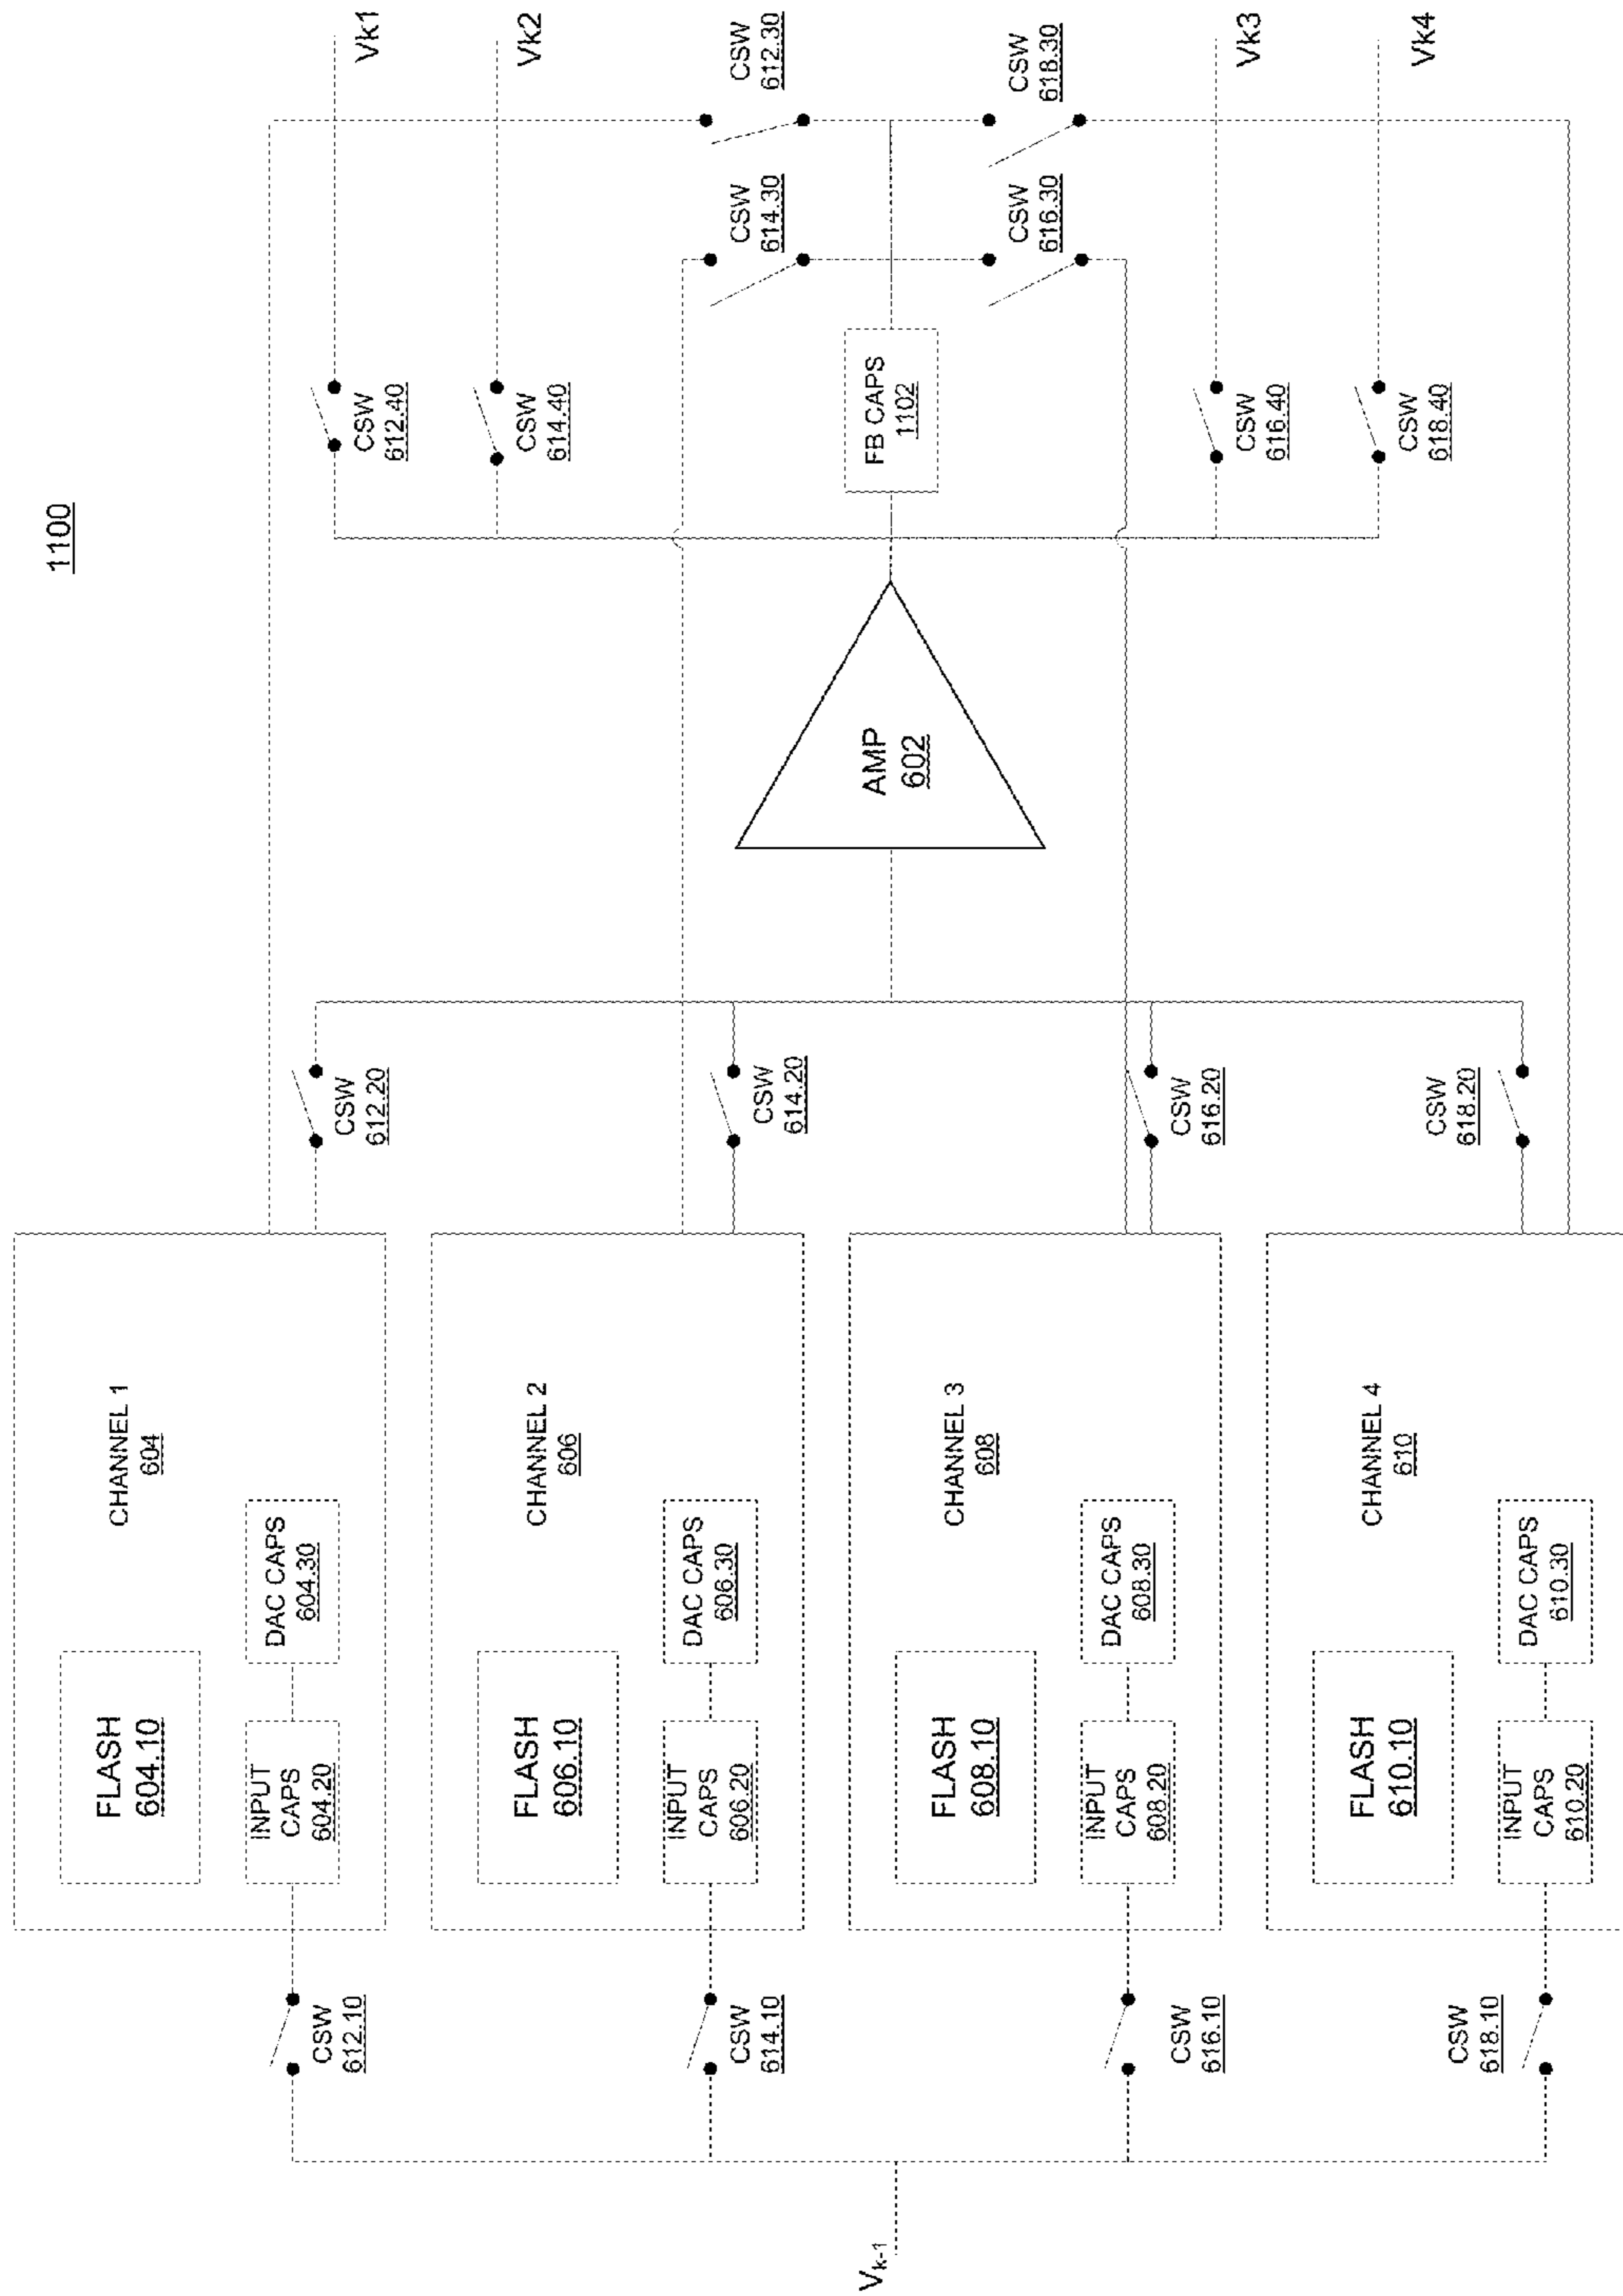 1100
V_{k-1}
CSW
612.10
CSW
614.10
CSW
616.10
CSW
618.10
CHANNEL 1
604
FLASH
604.10
INPUT
CAPS
604.20
DAC CAPS
604.30
CHANNEL 2
606
FLASH
606.10
INPUT
CAPS
606.20
DAC CAPS
606.30
CHANNEL 3
608
FLASH
608.10
INPUT
CAPS
608.20
DAC CAPS
608.30
CHANNEL 4
610
FLASH
610.10
INPUT
CAPS
610.20
DAC CAPS
610.30
CSW
612.20
CSW
614.20
CSW
616.20
CSW
618.20
AMP
602
FB CAPS
1102
CSW
612.40
CSW
614.40
CSW
616.40
CSW
618.40
CSW
614.30
CSW
616.30
CSW
612.30
CSW
618.30
Vk1
Vk2
Vk3
Vk4